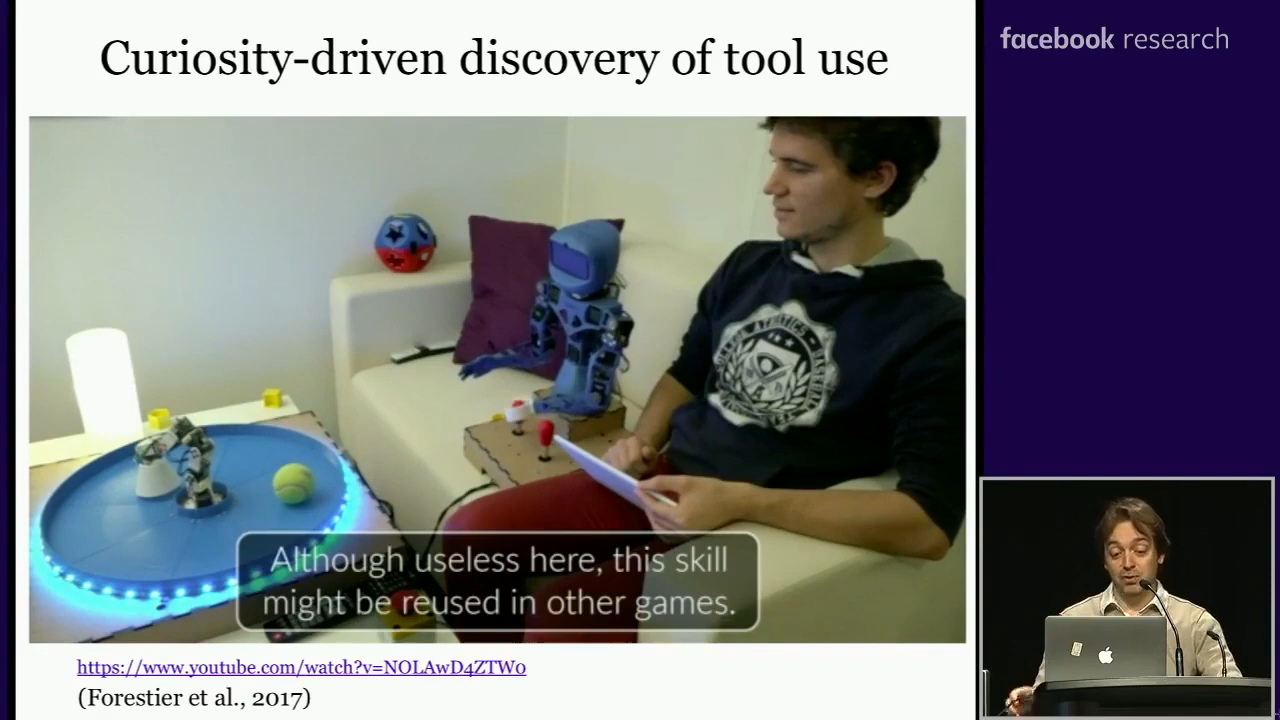 Curiosity-driven discovery of tool use
facebook research
Although useless here, this skill
might be reused in other games.
https://www.youtube.com/watch?v=NOLAwD4ZTW0
(Forestier et al., 2017)